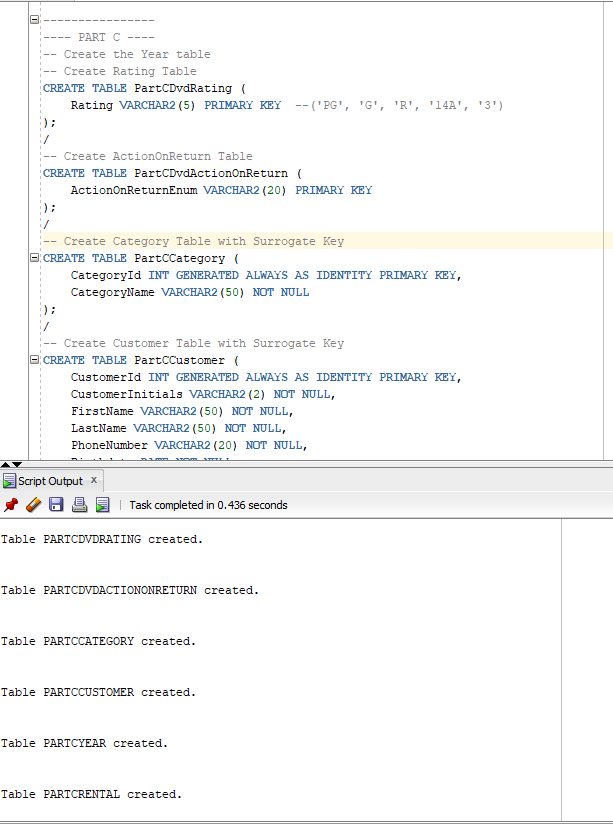 ----------------
---- PART C ----
-- Create the Year table
-- Create Rating Table
CREATE TABLE PartCDvdRating (
    Rating VARCHAR2(5) PRIMARY KEY  --('PG', 'G', 'R', '14A', '3')
);
/
-- Create ActionOnReturn Table
CREATE TABLE PartCDvdActionOnReturn (
    ActionOnReturnEnum VARCHAR2(20) PRIMARY KEY
);
/
-- Create Category Table with Surrogate Key
CREATE TABLE PartCCategory (
    CategoryId INT GENERATED ALWAYS AS IDENTITY PRIMARY KEY,
    CategoryName VARCHAR2(50) NOT NULL
);
/
-- Create Customer Table with Surrogate Key
CREATE TABLE PartCCustomer (
    CustomerId INT GENERATED ALWAYS AS IDENTITY PRIMARY KEY,
    CustomerInitials VARCHAR2(2) NOT NULL,
    FirstName VARCHAR2(50) NOT NULL,
    LastName VARCHAR2(50) NOT NULL,
    PhoneNumber VARCHAR2(20) NOT NULL,
Script Output x
Task completed in 0.436 seconds
Table PARTCDVDRATING created.
Table PARTCDVDACTIONONRETURN created.
Table PARTCCATEGORY created.
Table PARTCCUSTOMER created.
Table PARTCYEAR created.
Table PARTCRENTAL created.